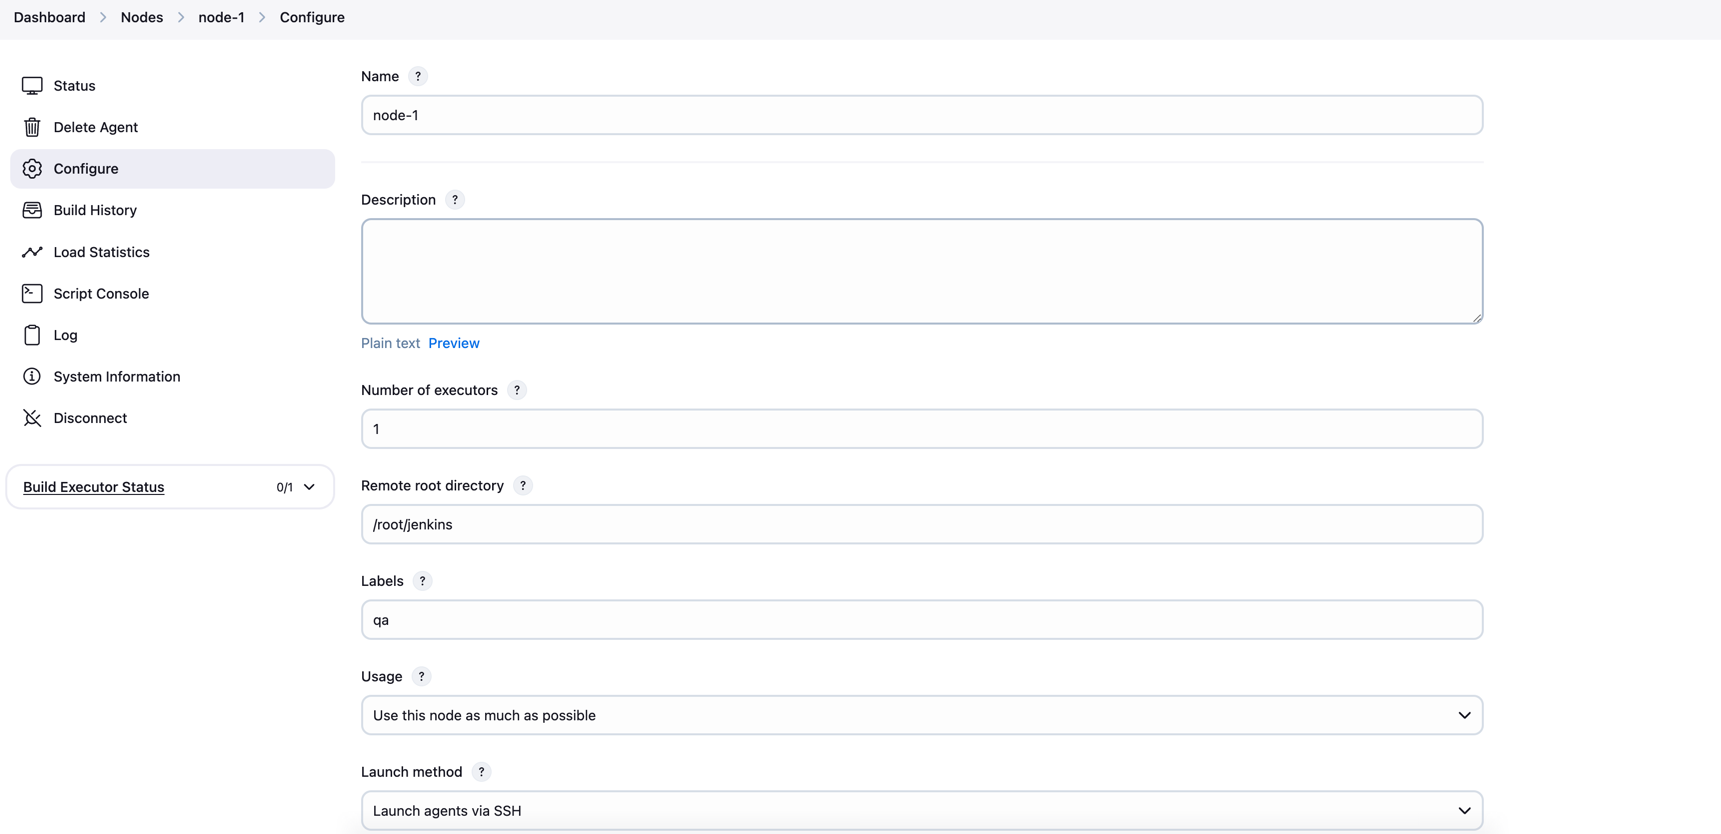 Dashboard > Nodes > node-1 > Configure
Status
Delete Agent
Configure
Build History
Load Statistics
Script Console
Log
System Information
Disconnect
Build Executor Status 0/1
Name ?
node-1
Description ?
Plain text Preview
Number of executors ?
1
Remote root directory ?
/root/jenkins
Labels ?
qa
Usage ?
Use this node as much as possible
Launch method ?
Launch agents via SSH